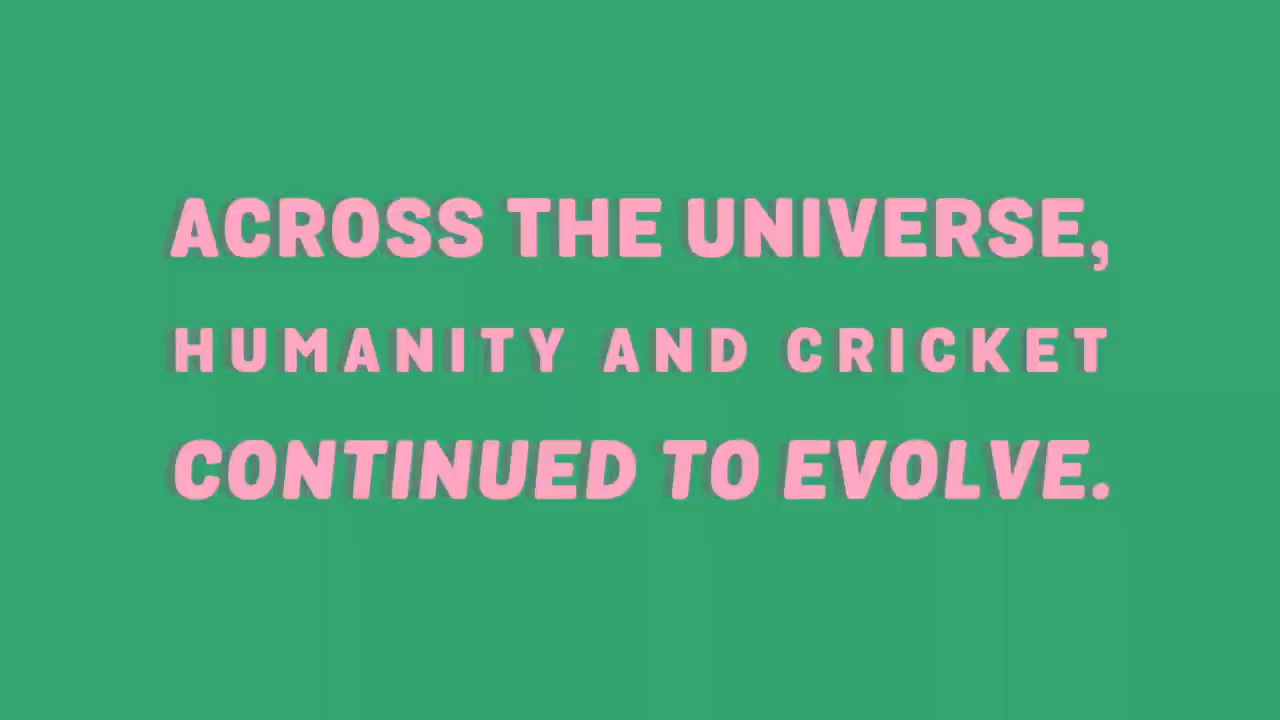 ACROSS THE UNIVERSE,
HUMANITY AND CRICKET
CONTINUED TO EVOLVE.